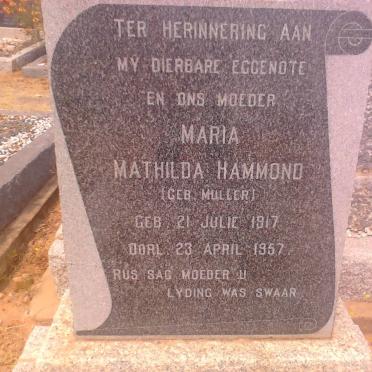 TER HERINNERING AAN
MY DIERBARE EGGENOTE
EN ONS MOEDER
MARIA
MATHILDA HAMMOND
(GEB. MULLER)
GEB. 21 JULIE 1917
OORL. 23 APRIL 1957.
RUS SAG MOEDER U
LYDING WAS SWAAR